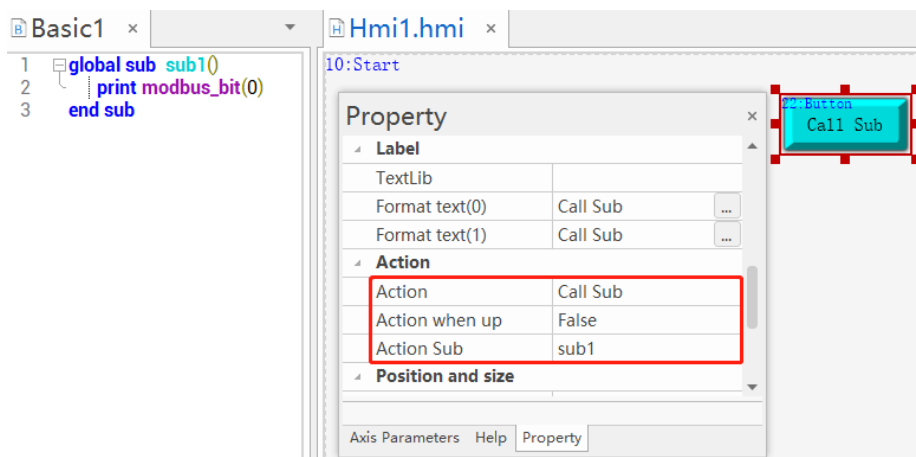 Basic1 ×
1 global sub sub1()
2 print modbus_bit(0)
3 end sub
Hmi1.hmi ×
10:Start
Property ×
Label
TextLib
Format text(0) Call Sub ...
Format text(1) Call Sub ...
Action
Action Call Sub
Action when up False
Action Sub sub1
Position and size
Axis Parameters Help Property
22:Button
Call Sub